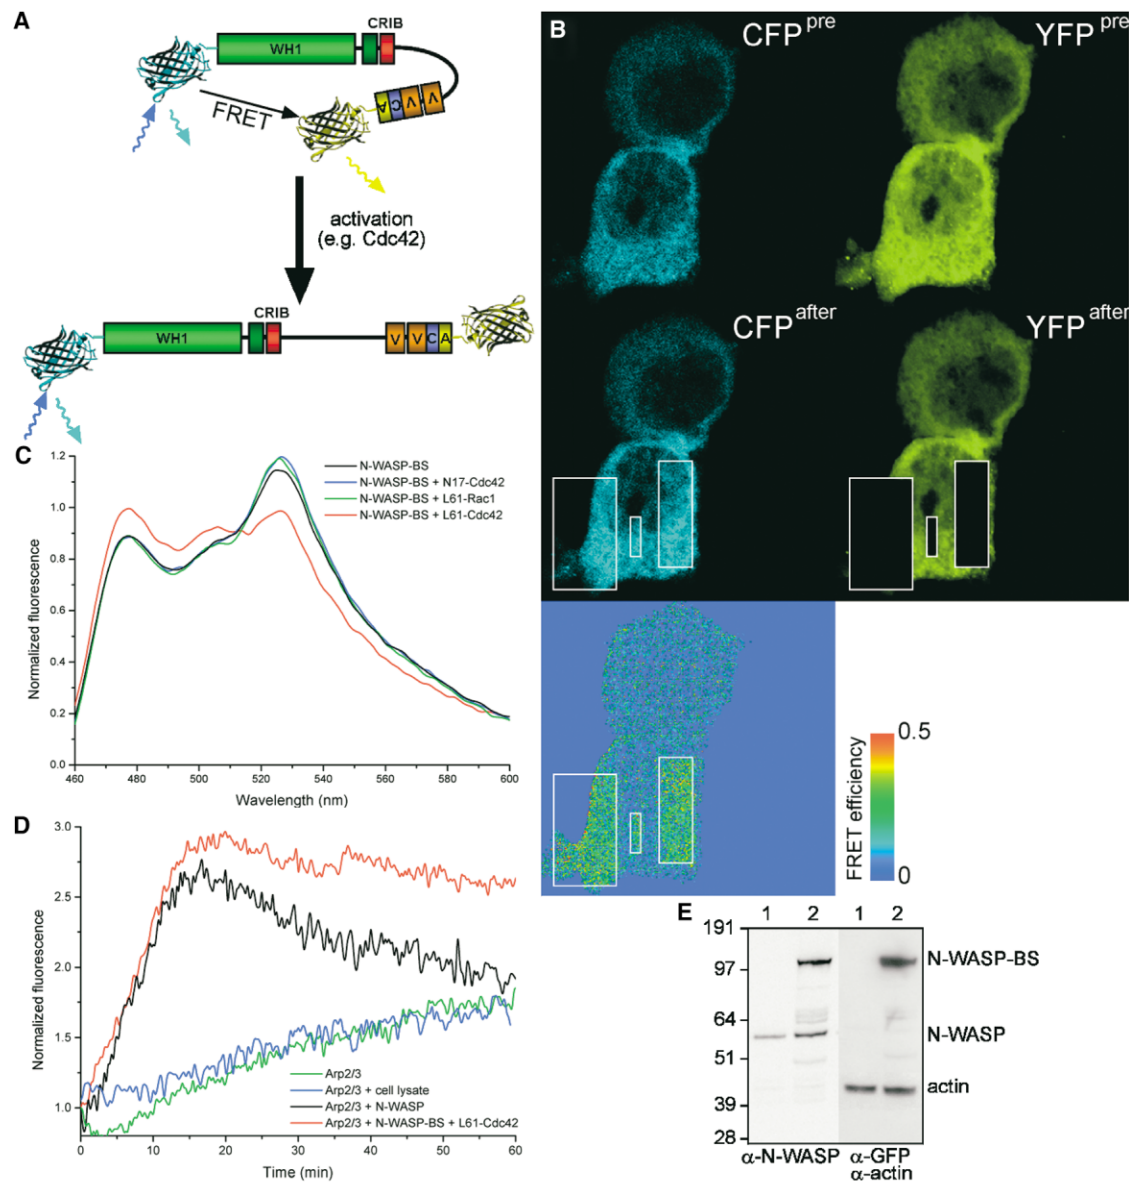 A
WH1
CRIB
FRET
A C V V
activation
(e.g. Cdc42)
CRIB
WH1
V V C A
B
CFP pre
YFP pre
CFP after
YFP after
FRET efficiency
0.5
0
C
Normalized fluorescence
1.2
1.0
0.8
0.6
0.4
0.2
0.0
N-WASP-BS
N-WASP-BS + N17-Cdc42
N-WASP-BS + L61-Rac1
N-WASP-BS + L61-Cdc42
460 480 500 520 540 560 580 600
Wavelength (nm)
D
Normalized fluorescence
3.0
2.5
2.0
1.5
1.0
Arp2/3
Arp2/3 + cell lysate
Arp2/3 + N-WASP
Arp2/3 + N-WASP-BS + L61-Cdc42
0 10 20 30 40 50 60
Time (min)
E
1 2 1 2
191
97
64
51
39
28
N-WASP-BS
N-WASP
actin
α-N-WASP
α-GFP
α-actin